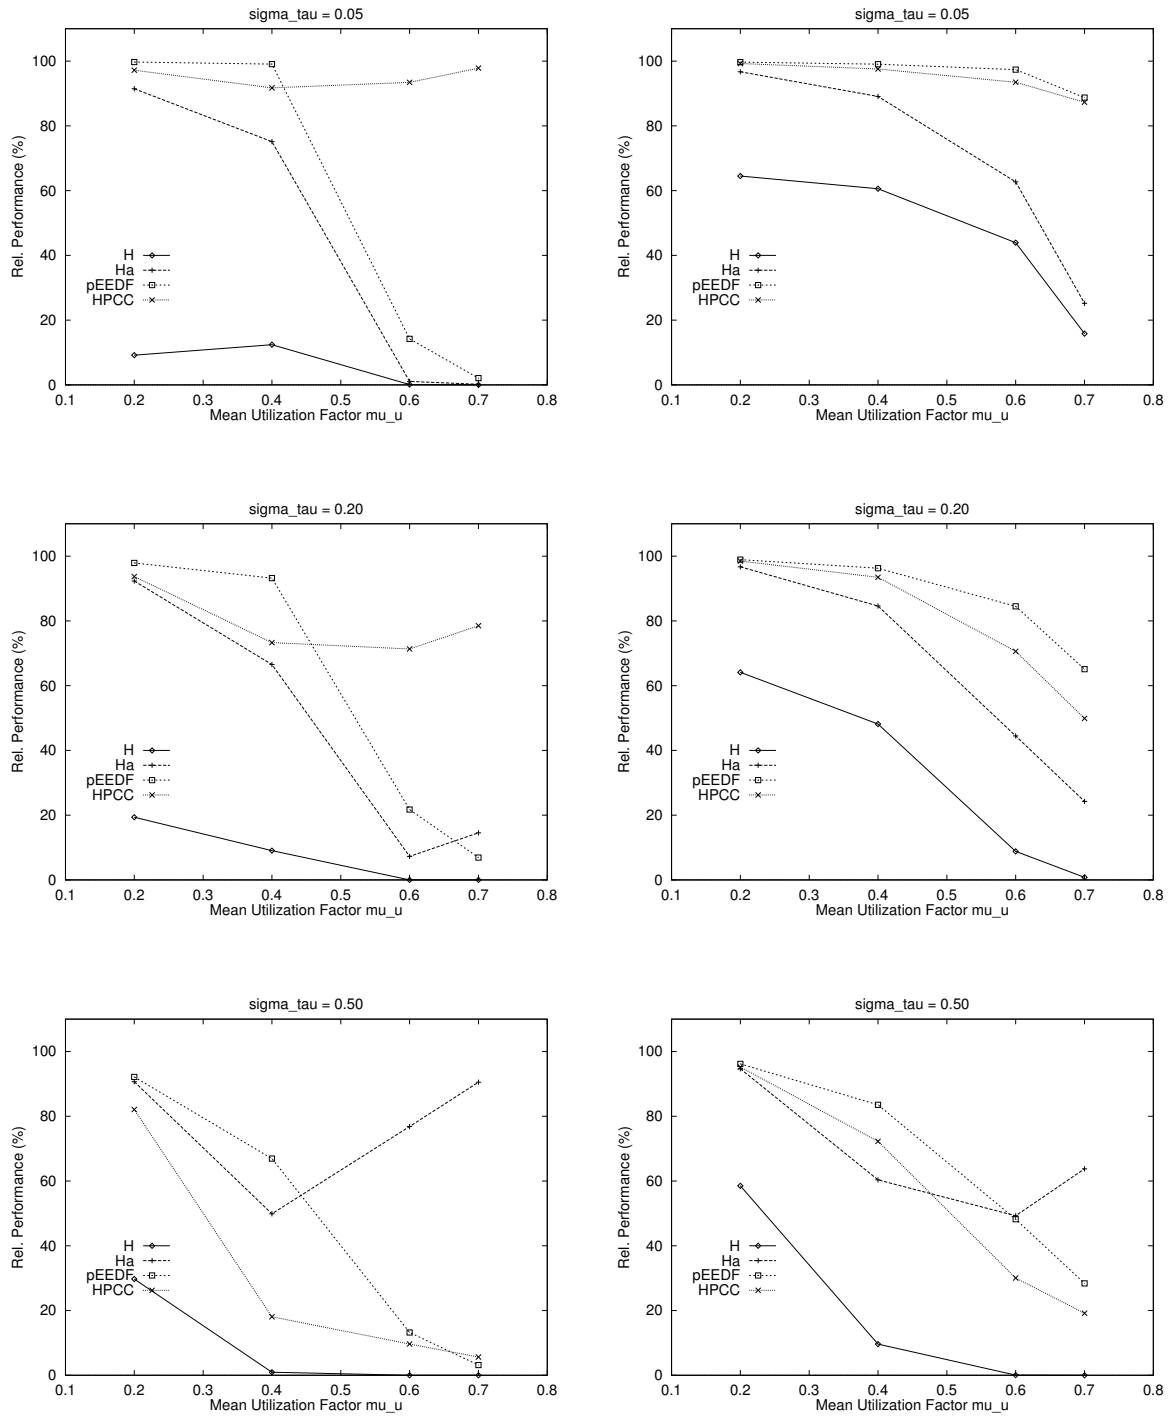 sigma_tau = 0.05
100
80
60
40
20
0
Rel. Performance (%)
H
Ha
pEEDF
HPCC
0.1 0.2 0.3 0.4 0.5 0.6 0.7 0.8
Mean Utilization Factor mu_u
sigma_tau = 0.05
100
80
60
40
20
0
Rel. Performance (%)
H
Ha
pEEDF
HPCC
0.1 0.2 0.3 0.4 0.5 0.6 0.7 0.8
Mean Utilization Factor mu_u
sigma_tau = 0.20
100
80
60
40
20
0
Rel. Performance (%)
H
Ha
pEEDF
HPCC
0.1 0.2 0.3 0.4 0.5 0.6 0.7 0.8
Mean Utilization Factor mu_u
sigma_tau = 0.20
100
80
60
40
20
0
Rel. Performance (%)
H
Ha
pEEDF
HPCC
0.1 0.2 0.3 0.4 0.5 0.6 0.7 0.8
Mean Utilization Factor mu_u
sigma_tau = 0.50
100
80
60
40
20
0
Rel. Performance (%)
H
Ha
pEEDF
HPCC
0.1 0.2 0.3 0.4 0.5 0.6 0.7 0.8
Mean Utilization Factor mu_u
sigma_tau = 0.50
100
80
60
40
20
0
Rel. Performance (%)
H
Ha
pEEDF
HPCC
0.1 0.2 0.3 0.4 0.5 0.6 0.7 0.8
Mean Utilization Factor mu_u